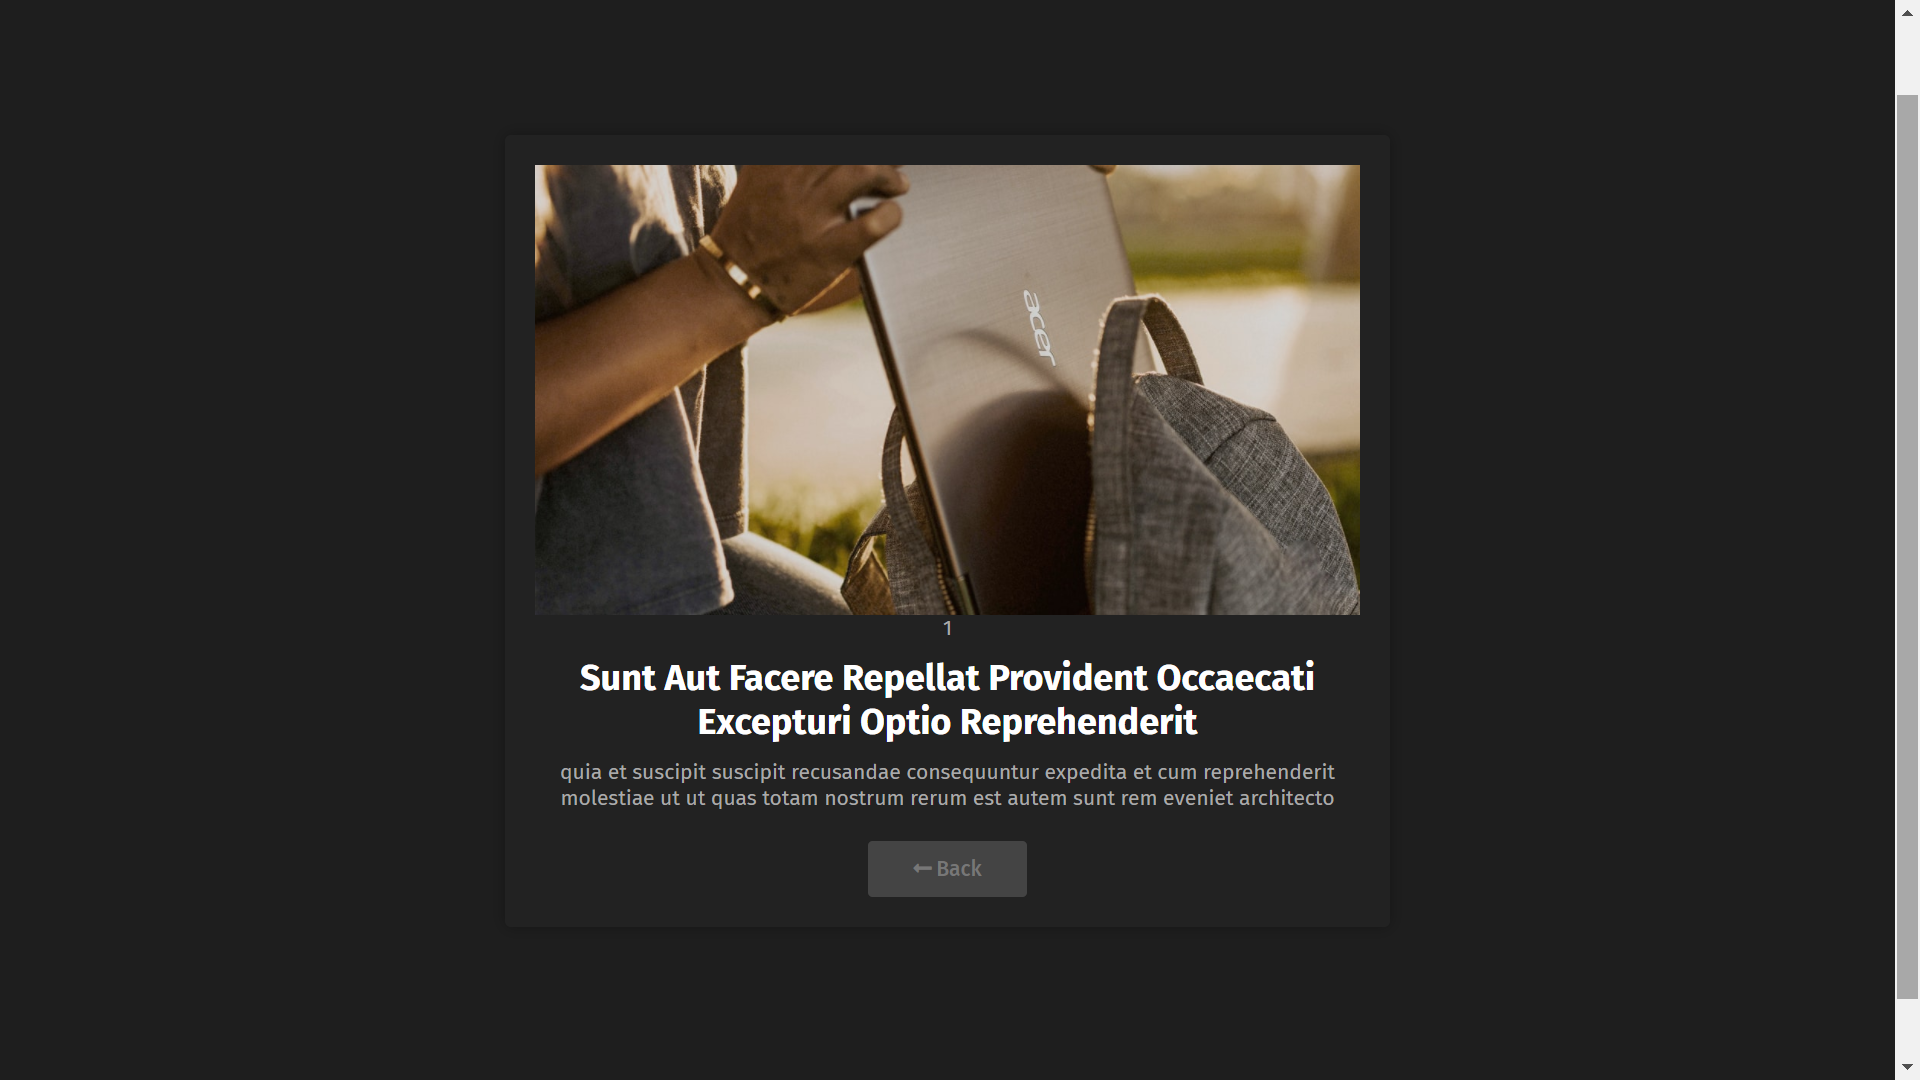 acer
1
Sunt Aut Facere Repellat Provident Occaecati
Excepturi Optio Reprehenderit
quia et suscipit suscipit recusandae consequuntur expedita et cum reprehenderit
molestiae ut ut quas totam nostrum rerum est autem sunt rem eveniet architecto
Back